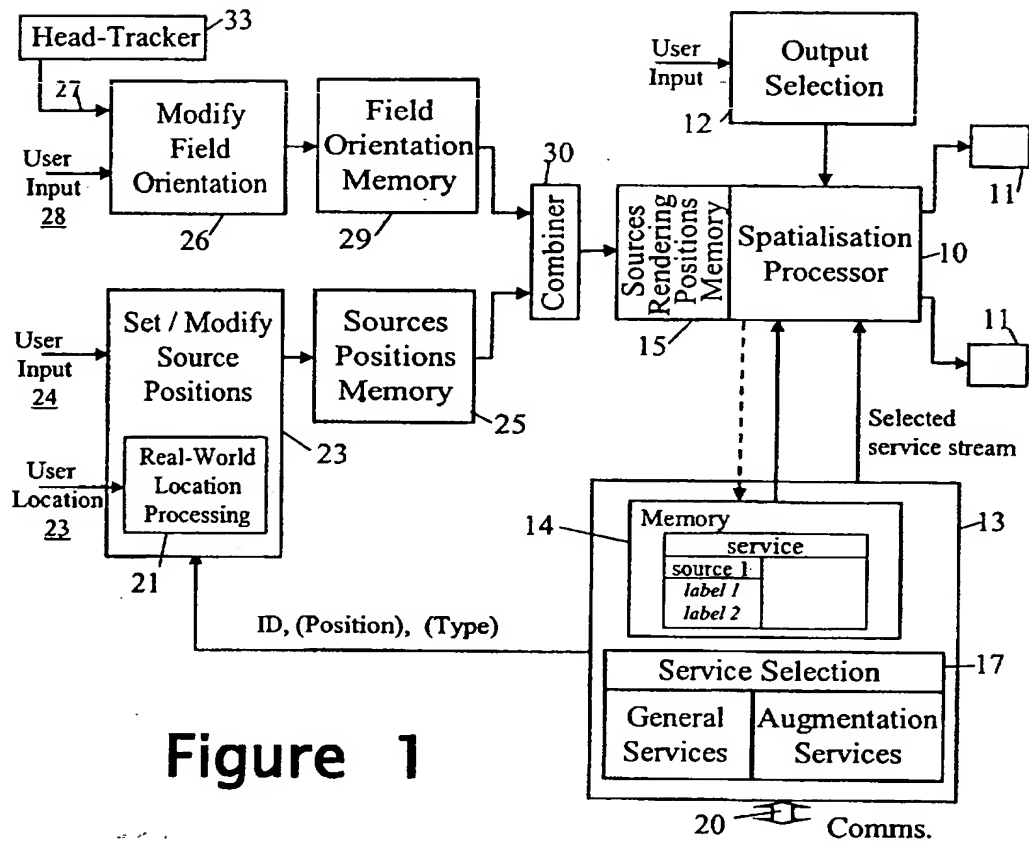 33
Head-Tracker
27
User
Input
28
Modify
Field
Orientation
26
Field
Orientation
Memory
29
User
Input
Output
Selection
12
30
Combiner
Sources
Rendering
Positions
Memory
15
Spatialisation
Processor
10
11
11
User
Input
24
Set / Modify
Source
Positions
23
Sources
Positions
Memory
25
User
Location
23
Real-World
Location
Processing
21
Selected
service stream
13
14
Memory
service
source 1
label 1
label 2
ID, (Position), (Type)
17
Service Selection
General
Services
Augmentation
Services
20
Comms.
Figure 1